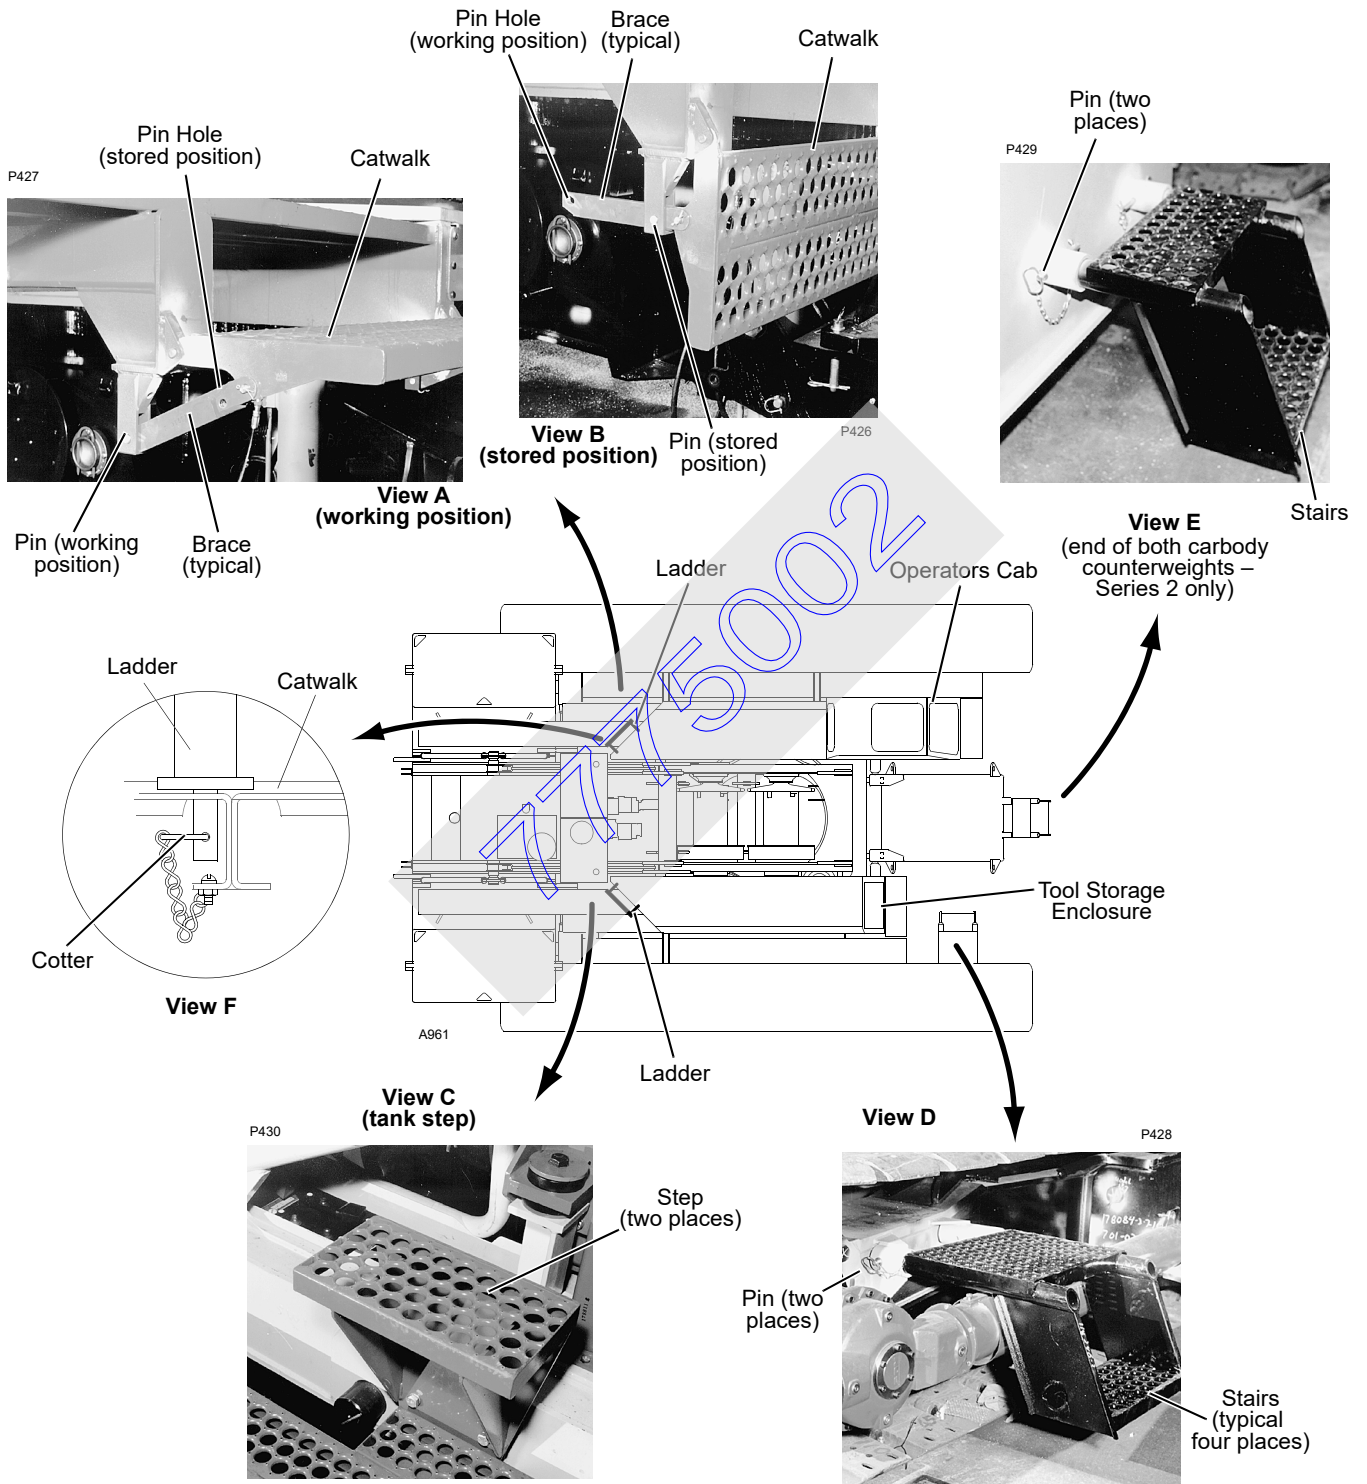 Pin Hole
(working position)
Brace
(typical)
Catwalk
Pin Hole
(stored position)
Catwalk
P427
Pin (two
places)
P429
View B
(stored position)
Pin (stored
position)
P426
View A
(working position)
Pin (working
position)
Brace
(typical)
Stairs
View E
(end of both carbody
counterweights –
Series 2 only)
Ladder
Operators Cab
Ladder
Catwalk
Cotter
View F
7775002
Tool Storage
Enclosure
A961
Ladder
View C
(tank step)
P430
Step
(two places)
View D
P428
Pin (two
places)
Stairs
(typical
four places)